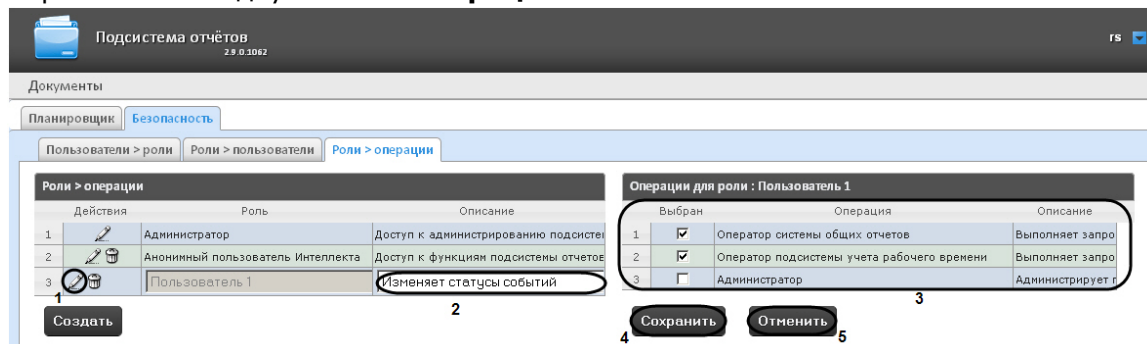 Подсистема отчётов
2.9.0.1062
rs
Документы
Планировщик Безопасность
Пользователи > роли Роли > пользователи Роли > операции
Роли > операции
Действия Роль Описание
1 Администратор Доступ к администрированию подсисте
2 Анонимный пользователь Интеллекта Доступ к функциям подсистемы отчетов
3 Пользователь 1 Изменяет статусы событий
1
2
Создать
Операции для роли : Пользователь 1
Выбран Операция Описание
1 Оператор системы общих отчетов Выполняет запро
2 Оператор подсистемы учета рабочего времени Выполняет запро
3 Администратор Администрирует г
3
Сохранить Отменить
4
5